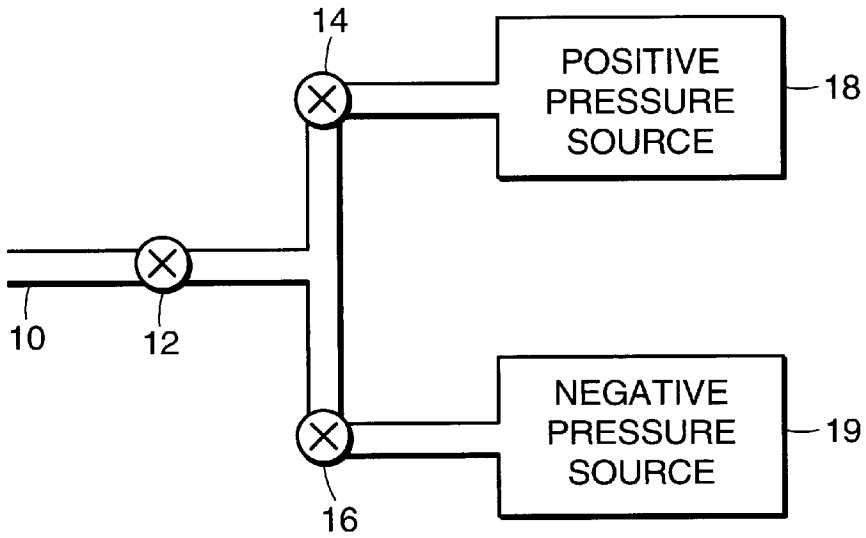 14
POSITIVE
PRESSURE
SOURCE
18
10
12
NEGATIVE
PRESSURE
SOURCE
19
16